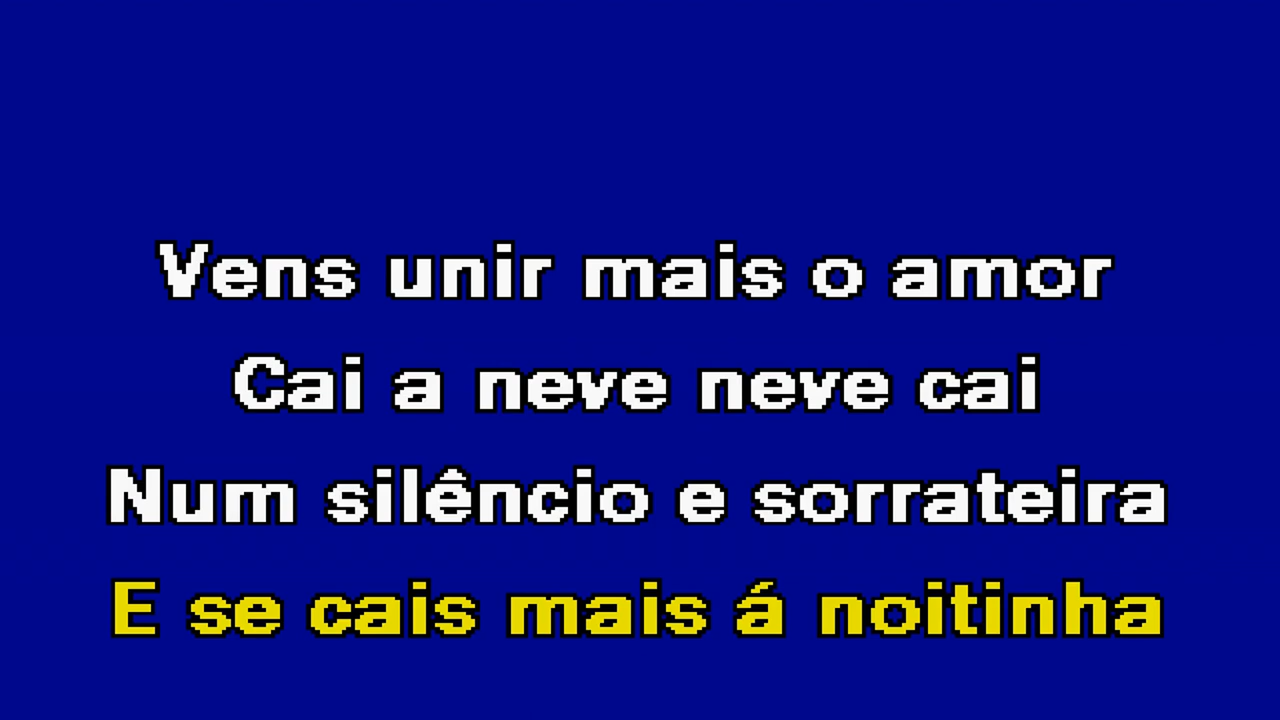 Vens unir mais o amor
Cai a neve neve cai
Num silêncio e sorrateira
E se cais mais á noitinha